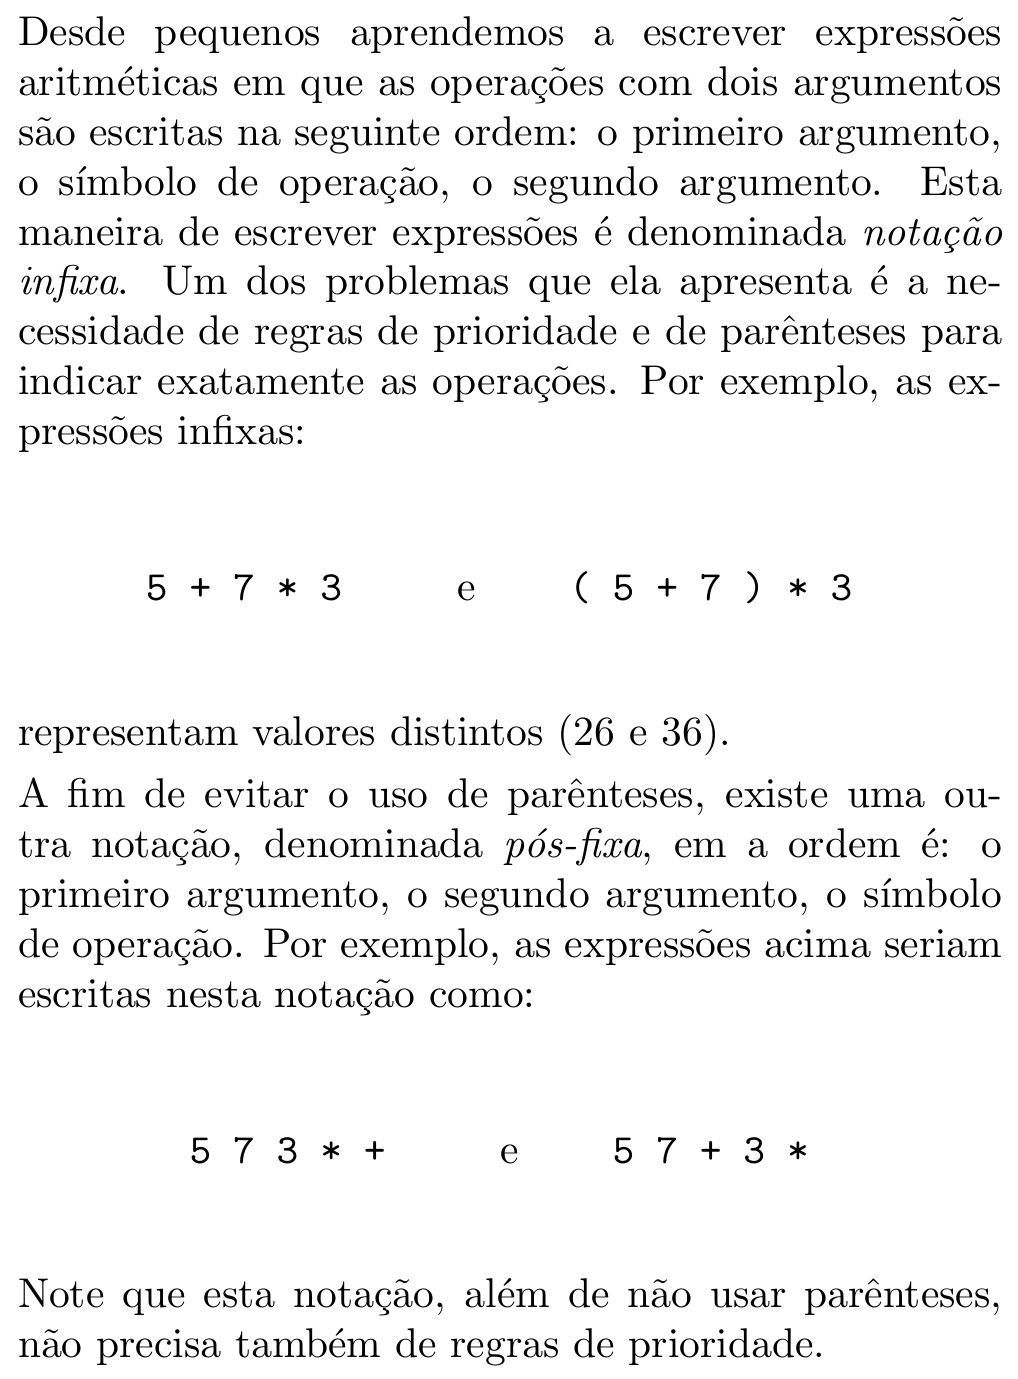 Desde pequenos aprendemos a escrever expressões
aritméticas em que as operações com dois argumentos
são escritas na seguinte ordem: o primeiro argumento,
o símbolo de operação, o segundo argumento. Esta
maneira de escrever expressões é denominada notação
infixa. Um dos problemas que ela apresenta é a ne-
cessidade de regras de prioridade e de parênteses para
indicar exatamente as operações. Por exemplo, as ex-
pressões infixas:
5 + 7 * 3 e ( 5 + 7 ) * 3
representam valores distintos (26 e 36).
A fim de evitar o uso de parênteses, existe uma ou-
tra notação, denominada pós-fixa, em a ordem é: o
primeiro argumento, o segundo argumento, o símbolo
de operação. Por exemplo, as expressões acima seriam
escritas nesta notação como:
5 7 3 * + e 5 7 + 3 *
Note que esta notação, além de não usar parênteses,
não precisa também de regras de prioridade.